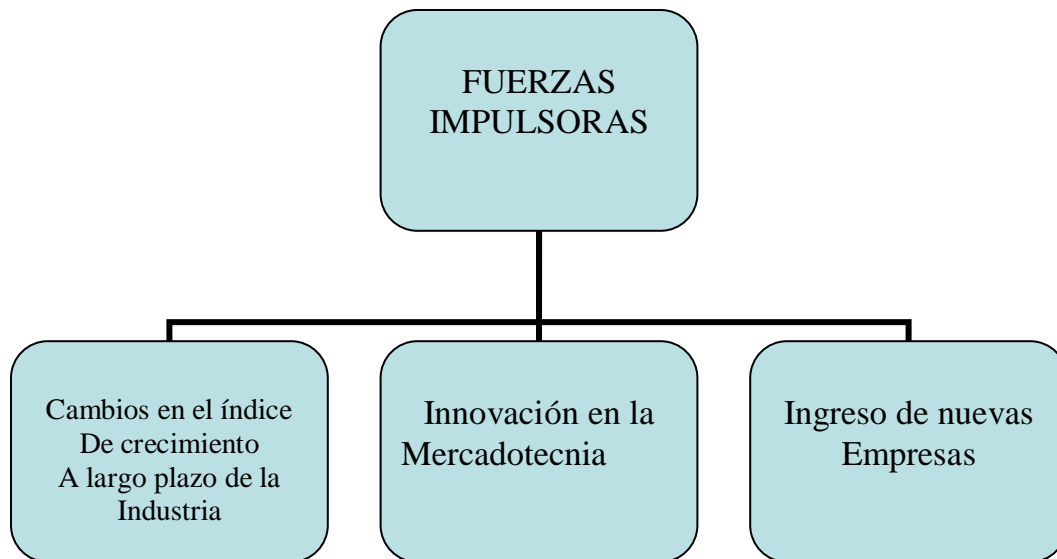 FUERZAS
IMPULSORAS
Cambios en el índice
De crecimiento
A largo plazo de la
Industria
Innovación en la
Mercadotecnia
Ingreso de nuevas
Empresas